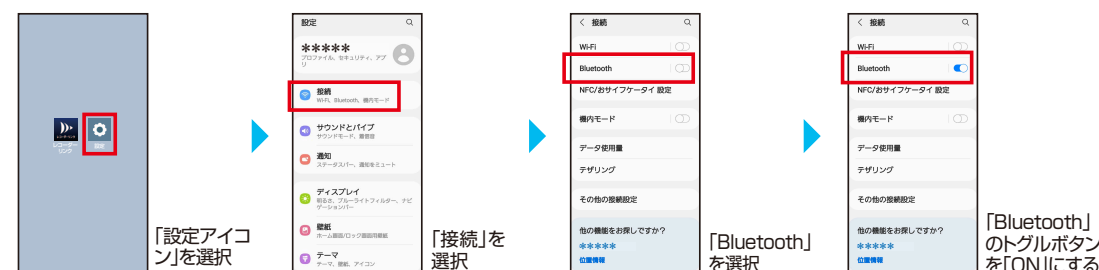 レコーダー
リンク
設定
「設定アイコ
ン」を選択
設定
*****
プロファイル、セキュリティ、アプ
リ
接続
Wi-Fi、Bluetooth、機内モード
サウンドとバイブ
サウンドモード、着信音
通知
ステータスバー、通知をミュート
ディスプレイ
明るさ、ブルーライトフィルター、ナビ
ゲーションバー
壁紙
ホーム画面/ロック画面用壁紙
テーマ
テーマ、壁紙、アイコン
「接続」を
選択
接続
Wi-Fi
Bluetooth
NFC/おサイフケータイ 設定
機内モード
データ使用量
テザリング
その他の接続設定
他の機能をお探しですか?
*****
位置情報
「Bluetooth」
を選択
接続
Wi-Fi
Bluetooth
NFC/おサイフケータイ 設定
機内モード
データ使用量
テザリング
その他の接続設定
他の機能をお探しですか?
*****
位置情報
「Bluetooth」
のトグルボタン
を「ON」にする